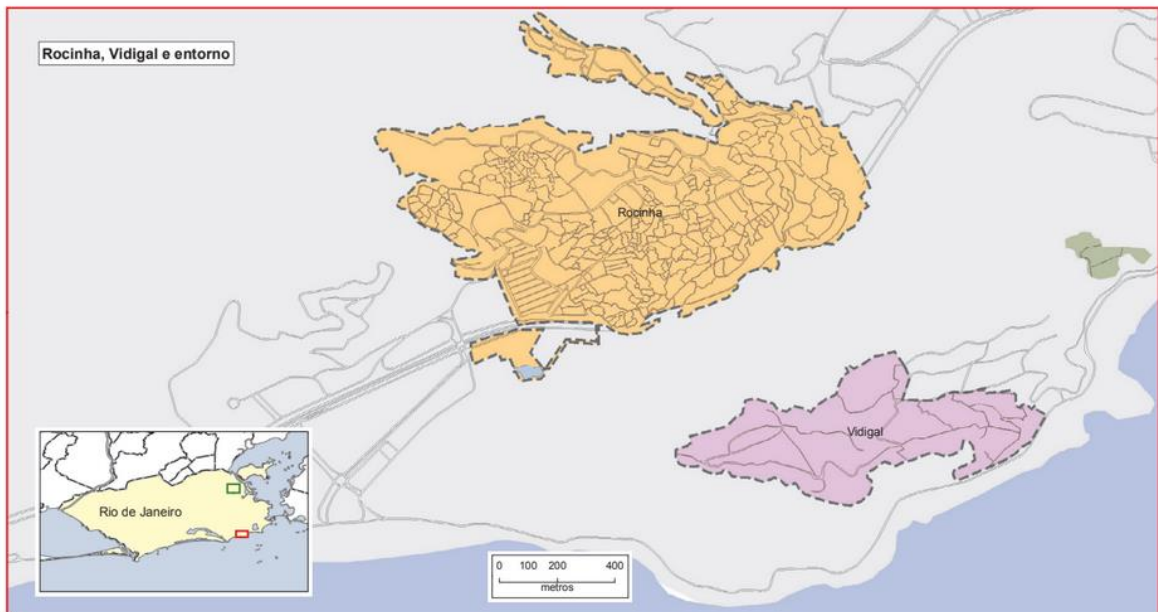 Rocinha, Vidigal e entorno
Rocinha
Vidigal
Rio de Janeiro
0 100 200 400
metros